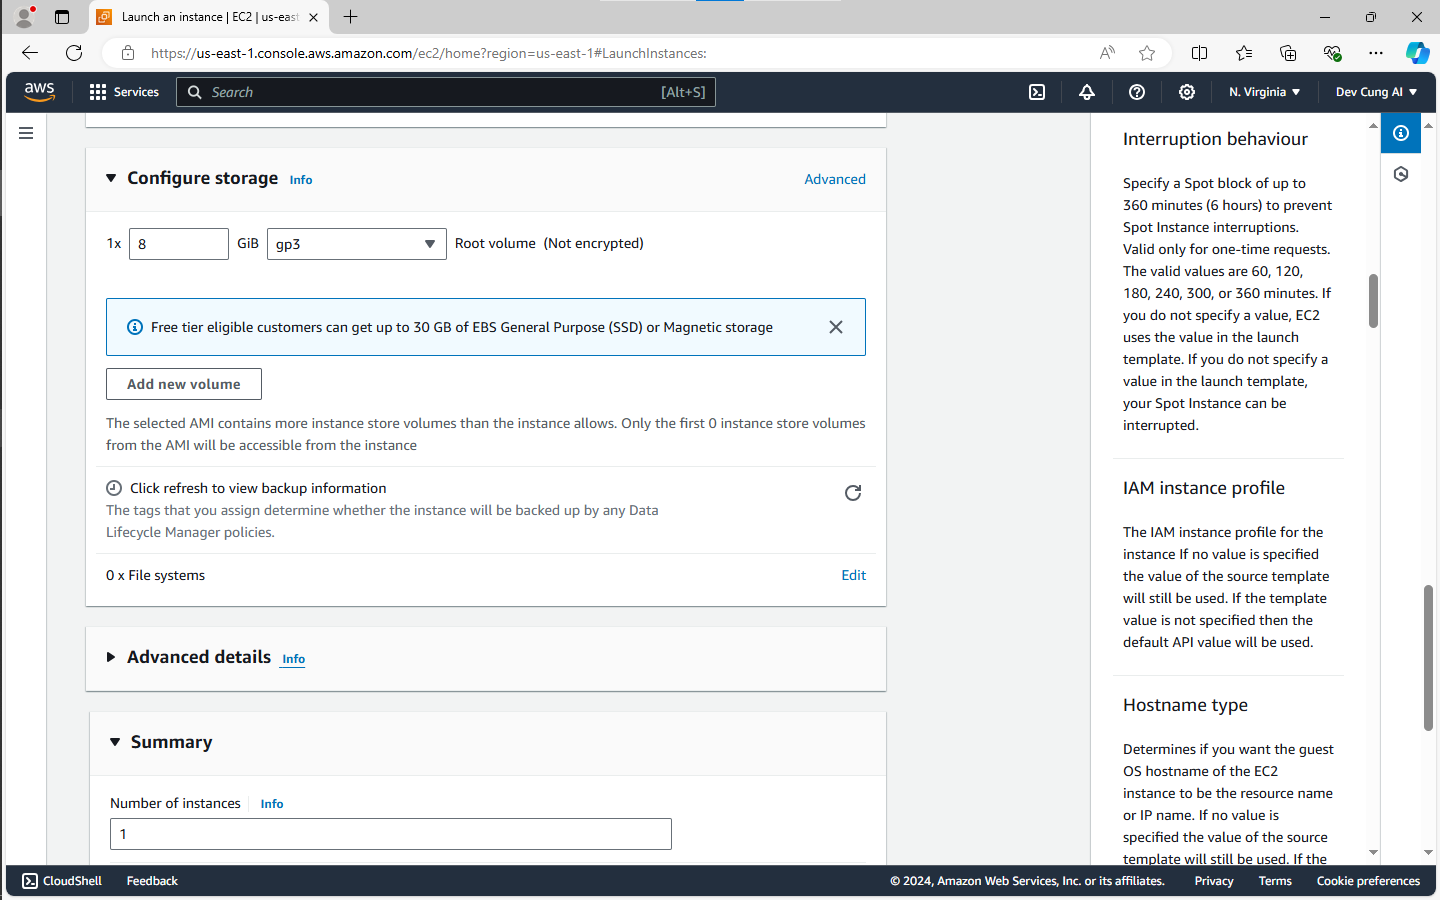 Launch an instance | EC2 | us-east
https://us-east-1.console.aws.amazon.com/ec2/home?region=us-east-1#LaunchInstances:
aws
Services
Search
[Alt+S]
N. Virginia
Dev Cung AI
Configure storage
Info
Advanced
1x
8
GiB
gp3
Root volume (Not encrypted)
Free tier eligible customers can get up to 30 GB of EBS General Purpose (SSD) or Magnetic storage
Add new volume
The selected AMI contains more instance store volumes than the instance allows. Only the first 0 instance store volumes
from the AMI will be accessible from the instance
Click refresh to view backup information
The tags that you assign determine whether the instance will be backed up by any Data
Lifecycle Manager policies.
0 x File systems
Edit
Advanced details
Info
Summary
Number of instances
Info
1
Interruption behaviour
Specify a Spot block of up to
360 minutes (6 hours) to prevent
Spot Instance interruptions.
Valid only for one-time requests.
The valid values are 60, 120,
180, 240, 300, or 360 minutes. If
you do not specify a value, EC2
uses the value in the launch
template. If you do not specify a
value in the launch template,
your Spot Instance can be
interrupted.
IAM instance profile
The IAM instance profile for the
instance If no value is specified
the value of the source template
will still be used. If the template
value is not specified then the
default API value will be used.
Hostname type
Determines if you want the guest
OS hostname of the EC2
instance to be the resource name
or IP name. If no value is
specified the value of the source
template will still be used. If the
CloudShell
Feedback
© 2024, Amazon Web Services, Inc. or its affiliates.
Privacy
Terms
Cookie preferences